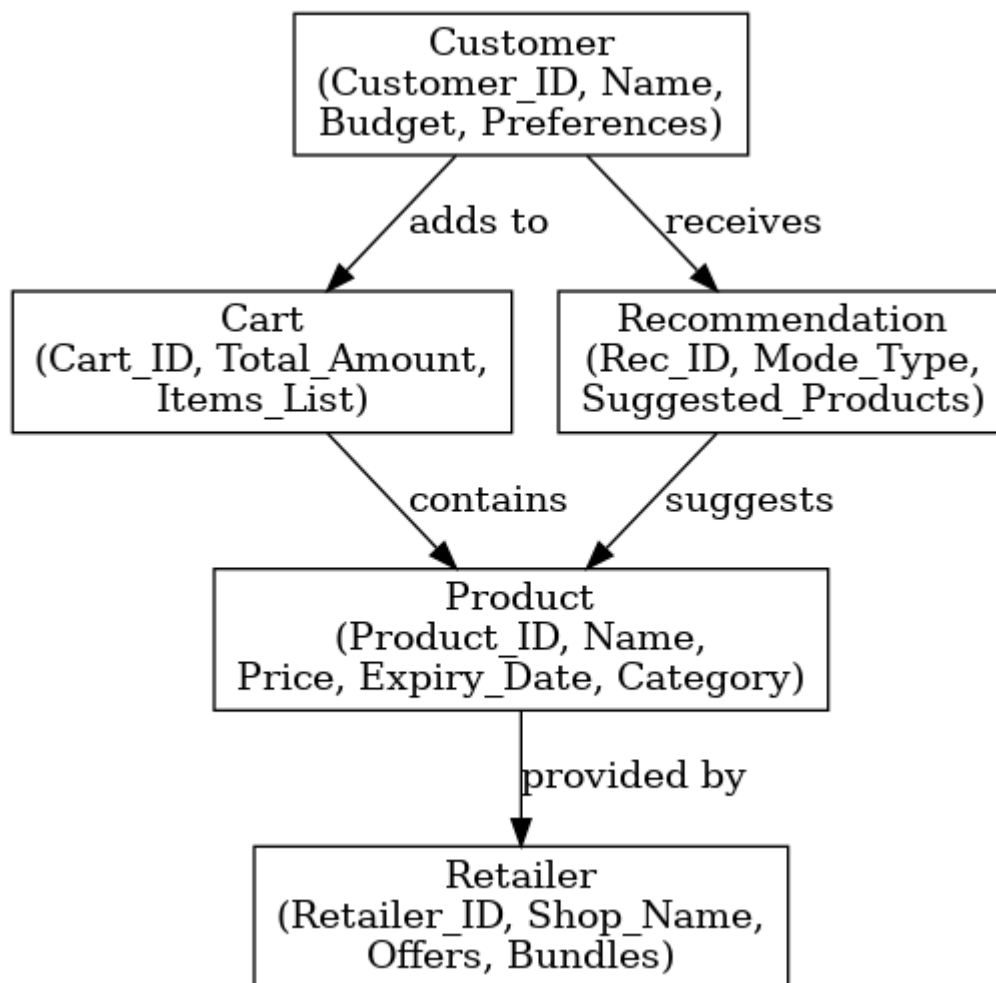 Customer
(Customer_ID, Name,
Budget, Preferences)
adds to
receives
Cart
(Cart_ID, Total_Amount,
Items_List)
Recommendation
(Rec_ID, Mode_Type,
Suggested_Products)
contains
suggests
Product
(Product_ID, Name,
Price, Expiry_Date, Category)
provided by
Retailer
(Retailer_ID, Shop_Name,
Offers, Bundles)